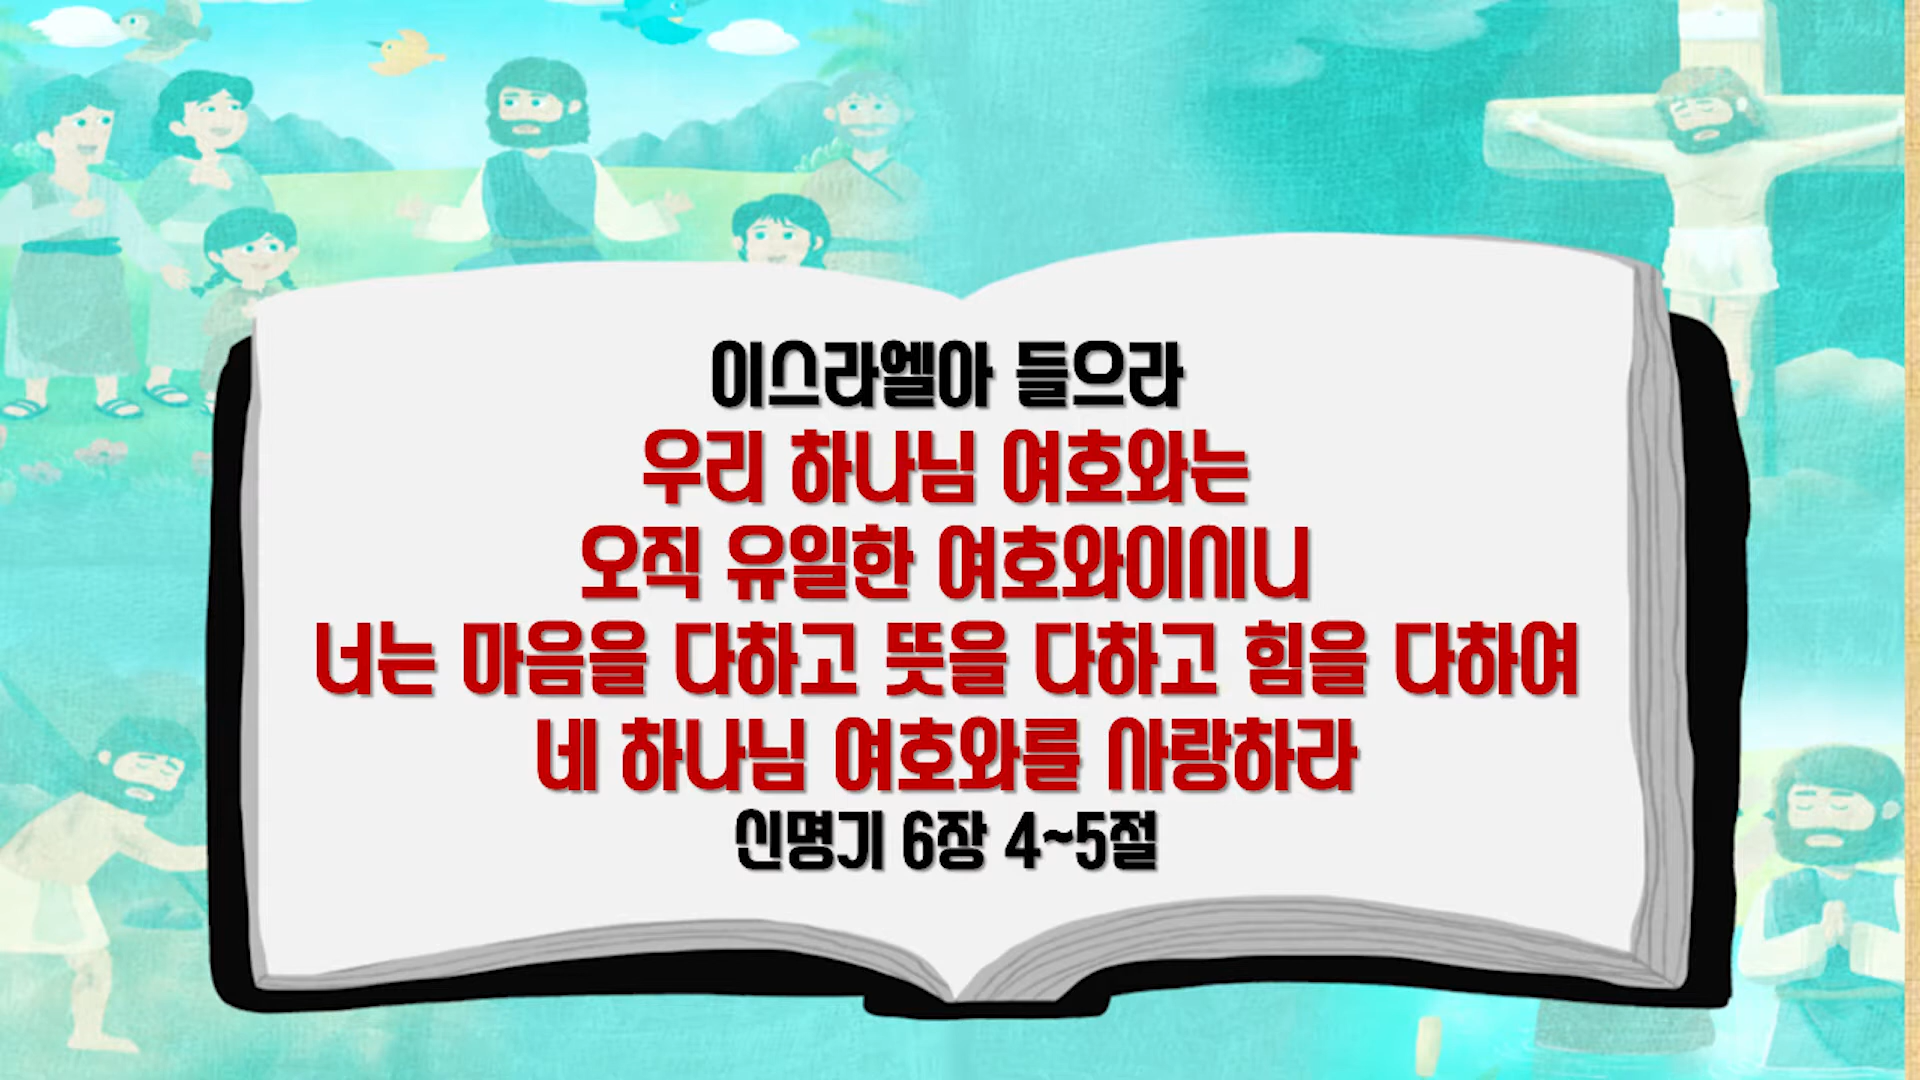 이스라엘아 들으라
우리 하나님 여호와는
오직 유일한 여호와이시니
너는 마음을 다하고 뜻을 다하고 힘을 다하여
네 하나님 여호와를 사랑하라
신명기 6장 4~5절